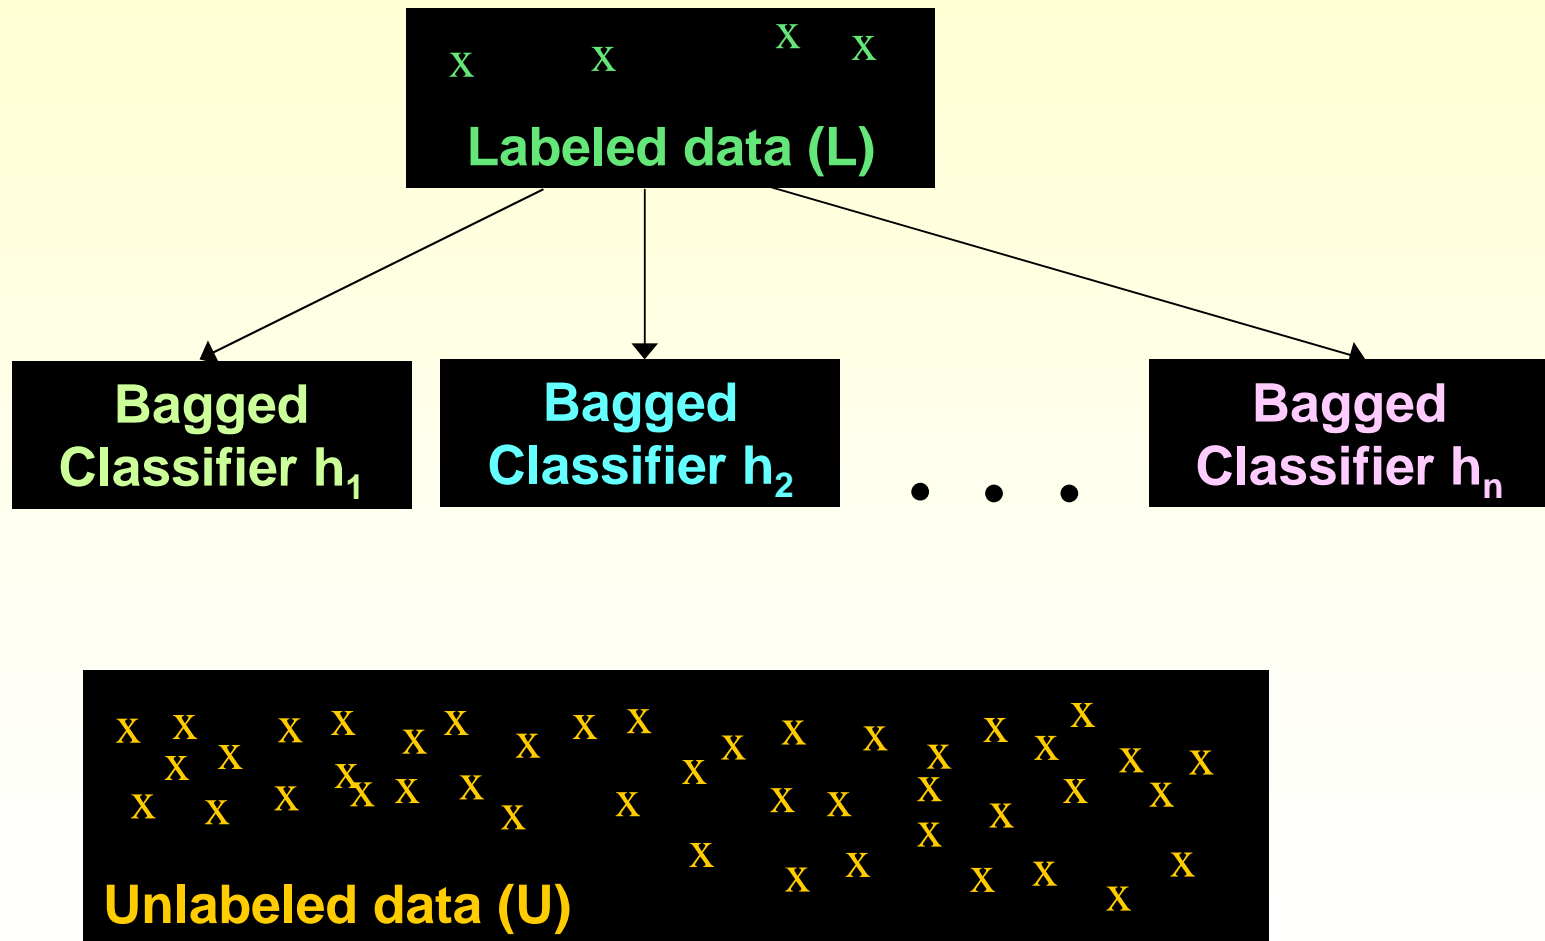 x x x x
Labeled data (L)
Bagged
Classifier h₁
Bagged
Classifier h₂
. . .
Bagged
Classifier hₙ
x x x x x x x x x x x x x x x x x x
x x x x x x x x x x x x x x x x x
x x x x x x x x x x
Unlabeled data (U)